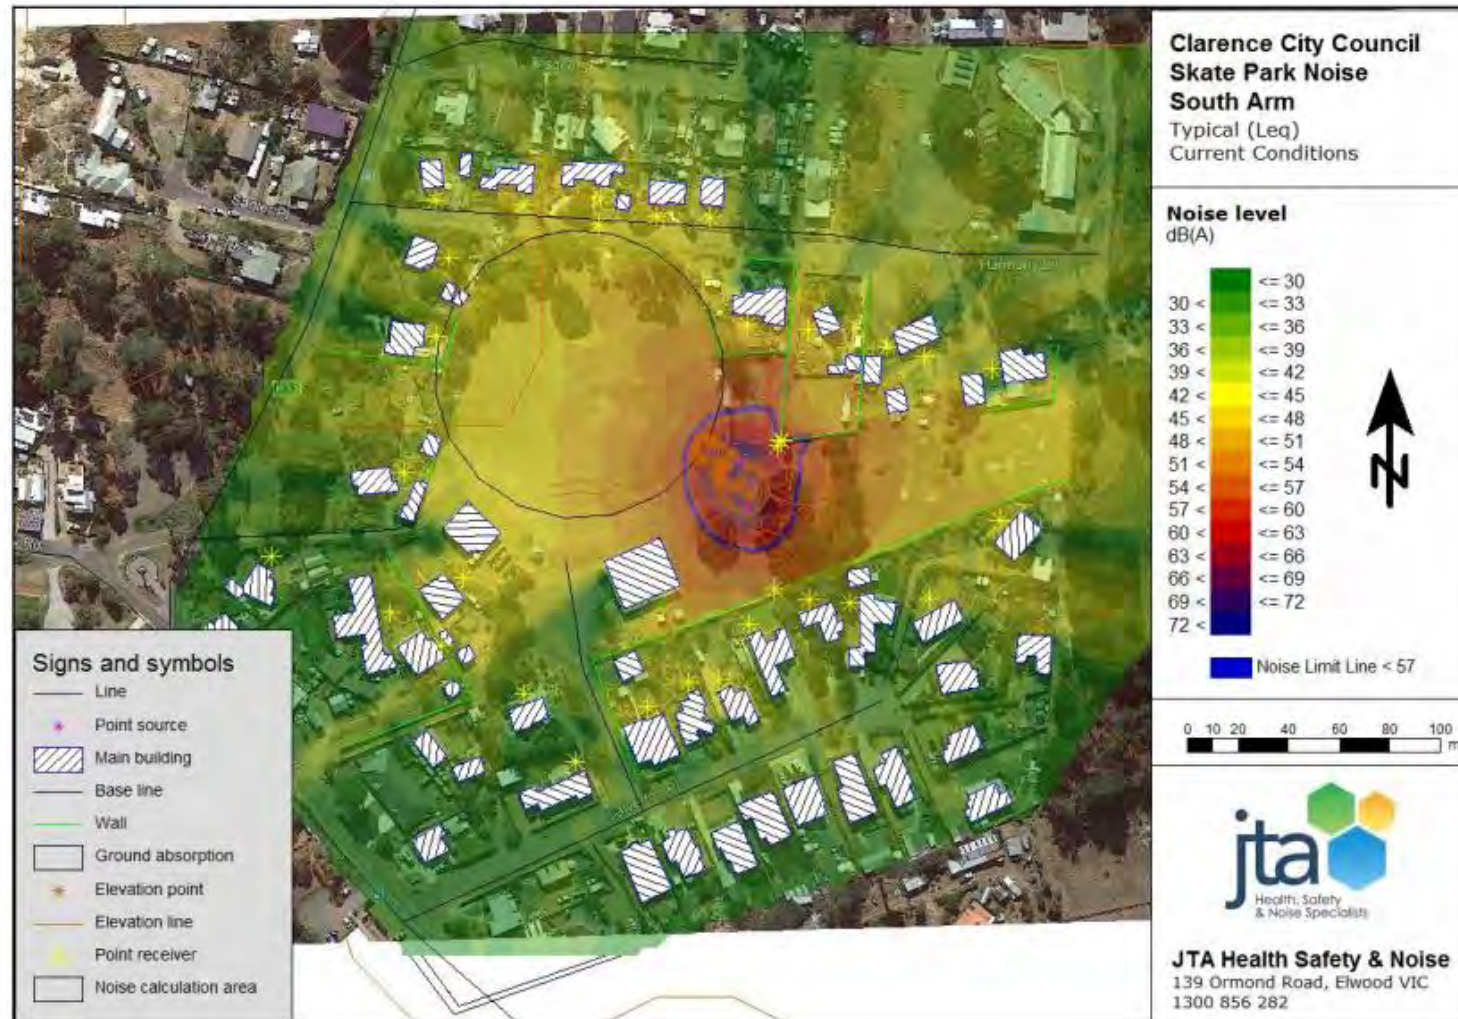 Clarence City Council
Skate Park Noise
South Arm
Typical (Leq)
Current Conditions
Noise level
dB(A)
<= 30
30 < <= 33
33 < <= 36
36 < <= 39
39 < <= 42
42 < <= 45
45 < <= 48
48 < <= 51
51 < <= 54
54 < <= 57
57 < <= 60
60 < <= 63
63 < <= 66
66 < <= 69
69 < <= 72
72 <
Noise Limit Line < 57
0 10 20 40 60 80 100
m
jta
Health, Safety
& Noise Specialists
JTA Health Safety & Noise
139 Ormond Road, Elwood VIC
1300 856 282
N
Harmony Ln
Signs and symbols
Line
Point source
Main building
Base line
Wall
Ground absorption
Elevation point
Elevation line
Point receiver
Noise calculation area